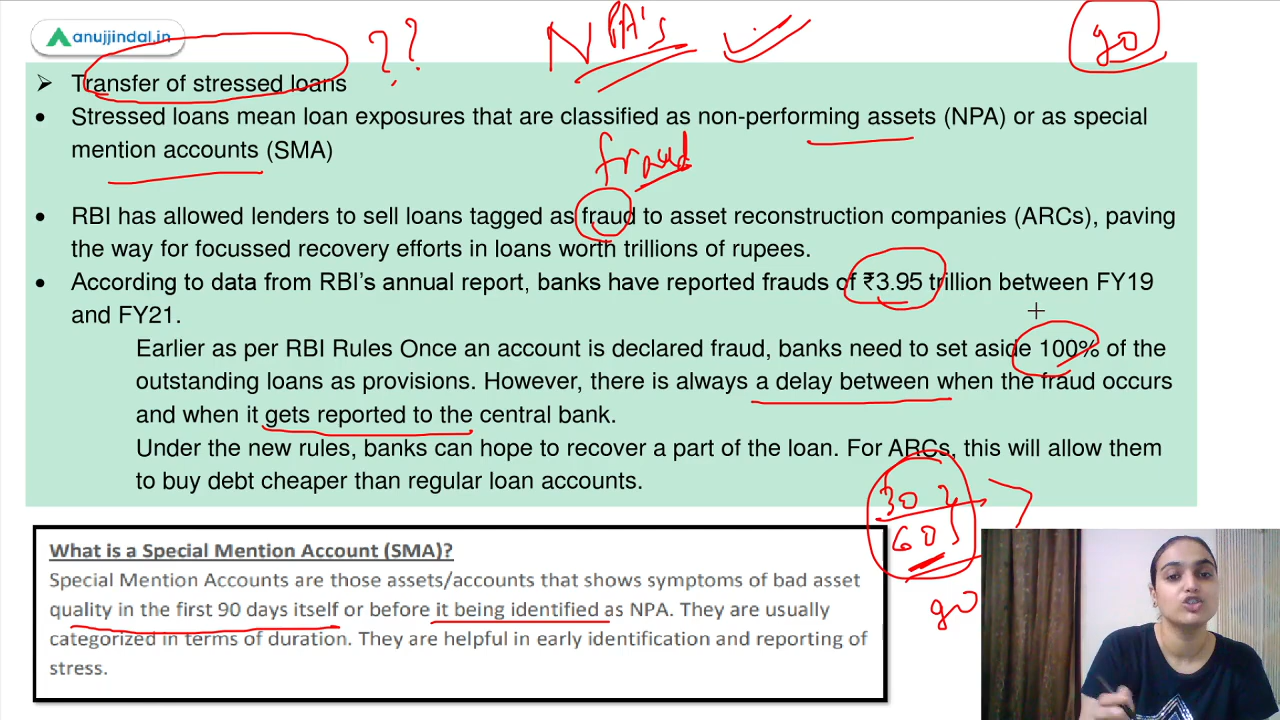 anujjindal.in
??
NPA's
90
➤ Transfer of stressed loans
• Stressed loans mean loan exposures that are classified as non-performing assets (NPA) or as special
mention accounts (SMA)
fraud
• RBI has allowed lenders to sell loans tagged as fraud to asset reconstruction companies (ARCs), paving
the way for focussed recovery efforts in loans worth trillions of rupees.
• According to data from RBI's annual report, banks have reported frauds of ₹3.95 trillion between FY19
and FY21.
Earlier as per RBI Rules Once an account is declared fraud, banks need to set aside 100% of the
outstanding loans as provisions. However, there is always a delay between when the fraud occurs
and when it gets reported to the central bank.
Under the new rules, banks can hope to recover a part of the loan. For ARCs, this will allow them
to buy debt cheaper than regular loan accounts.
30
60
90
What is a Special Mention Account (SMA)?
Special Mention Accounts are those assets/accounts that shows symptoms of bad asset
quality in the first 90 days itself or before it being identified as NPA. They are usually
categorized in terms of duration. They are helpful in early identification and reporting of
stress.